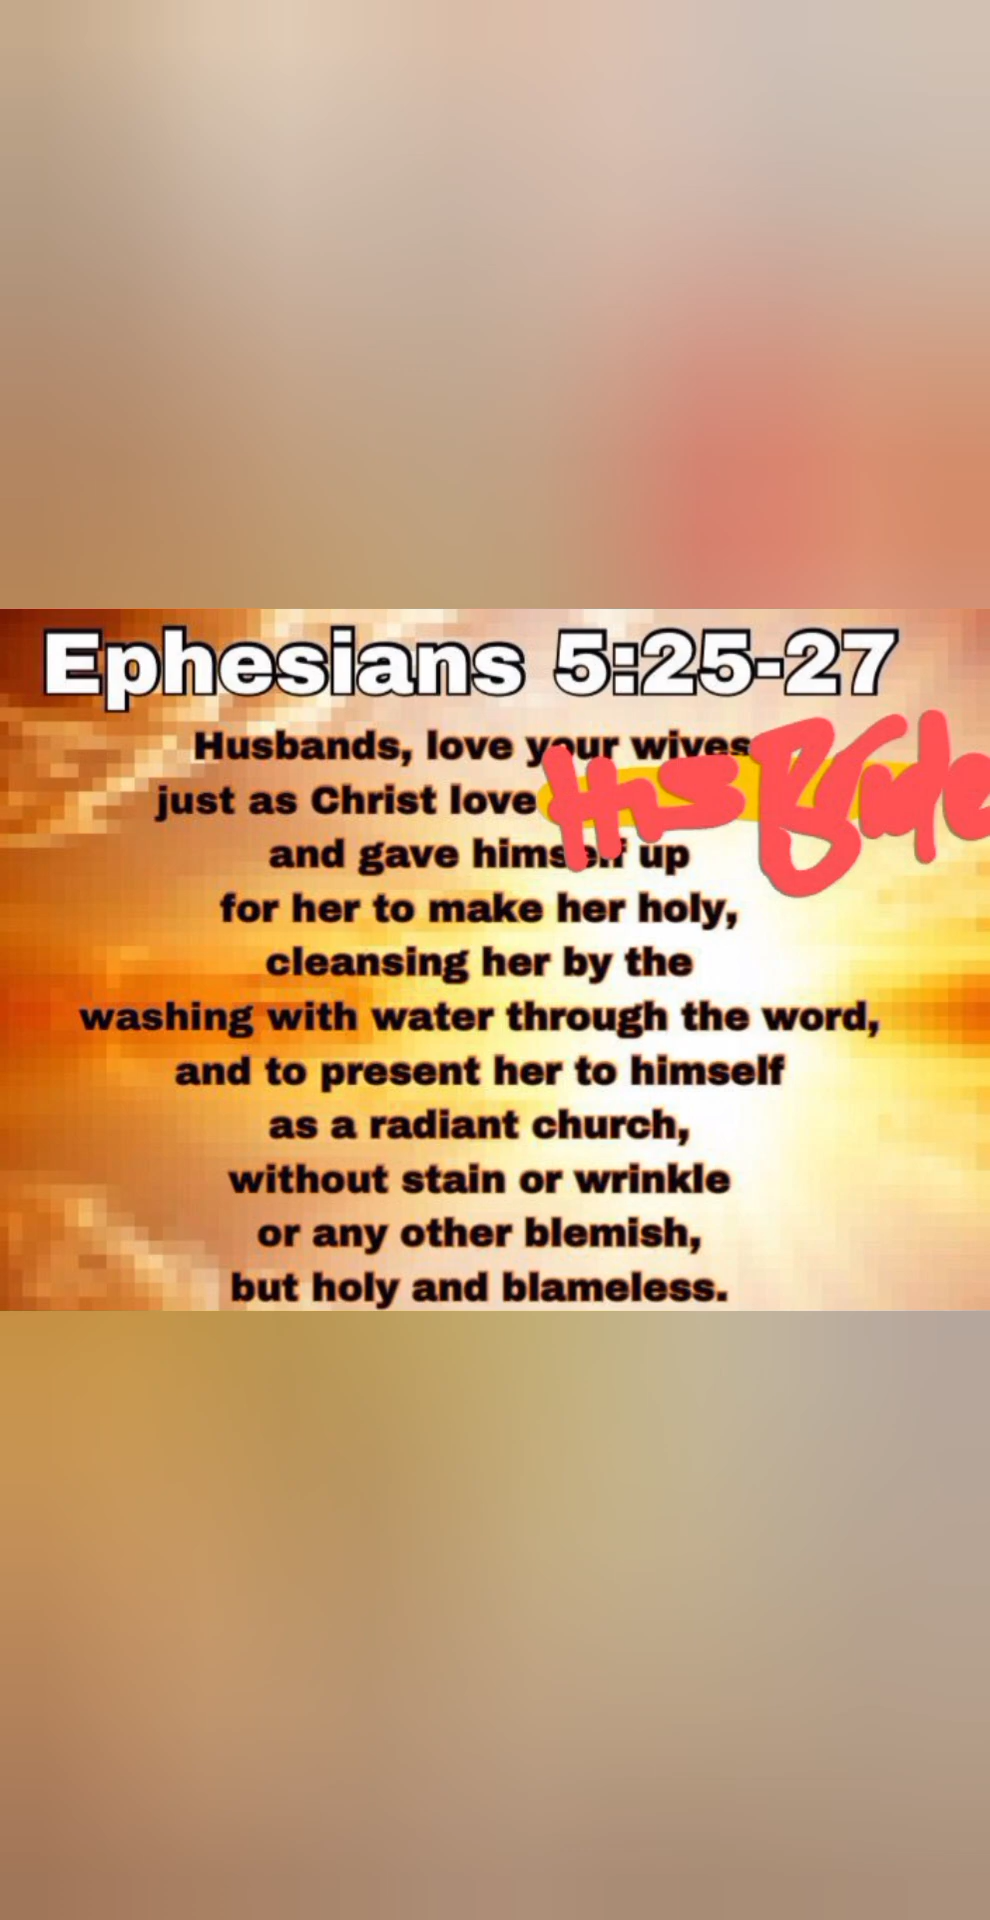 Ephesians 5:25-27
Husbands, love your wives
just as Christ love His Bride
and gave himself up
for her to make her holy,
cleansing her by the
washing with water through the word,
and to present her to himself
as a radiant church,
without stain or wrinkle
or any other blemish,
but holy and blameless.